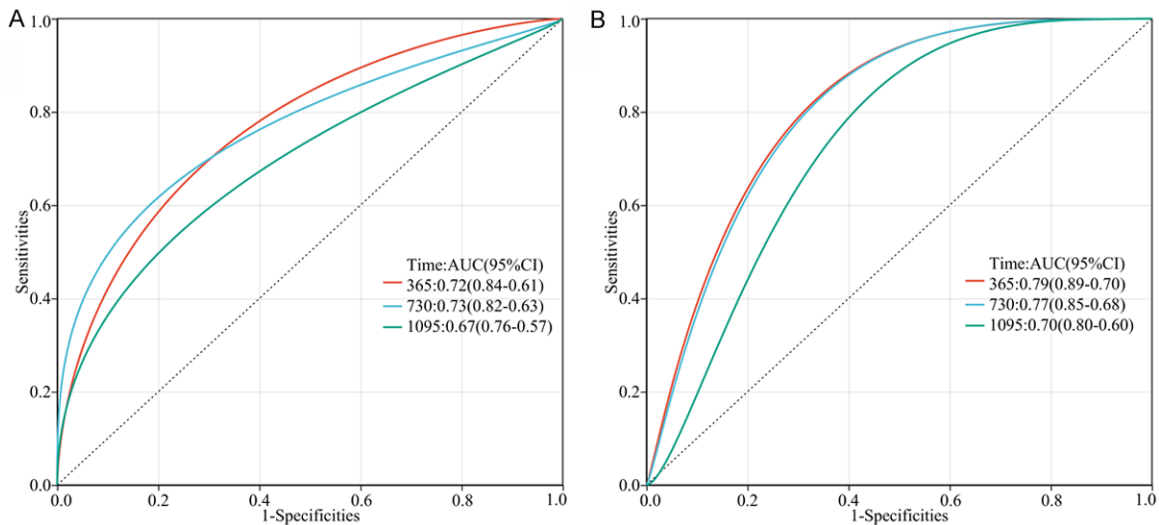 A
1.0
0.8
0.6
0.4
0.2
0.0
Sensitivities
Time:AUC(95%CI)
365:0.72(0.84-0.61)
730:0.73(0.82-0.63)
1095:0.67(0.76-0.57)
0.0 0.2 0.4 0.6 0.8 1.0
1-Specificities
B
1.0
0.8
0.6
0.4
0.2
0.0
Sensitivities
Time:AUC(95%CI)
365:0.79(0.89-0.70)
730:0.77(0.85-0.68)
1095:0.70(0.80-0.60)
0.0 0.2 0.4 0.6 0.8 1.0
1-Specificities